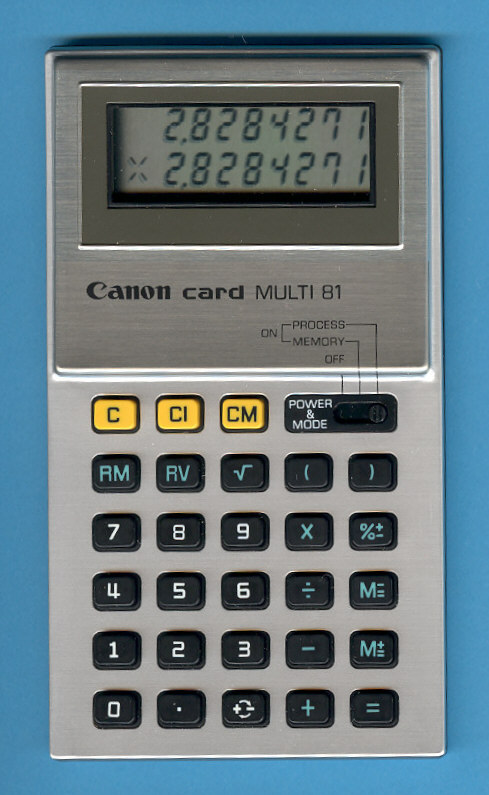 2.8284271
× 2.8284271
Canon card MULTI 81
ON PROCESS
MEMORY
OFF
C CI CM POWER & MODE
RM RV √ ( )
7 8 9 X %±
4 5 6 ÷ M=
1 2 3 − M±
0 . + =